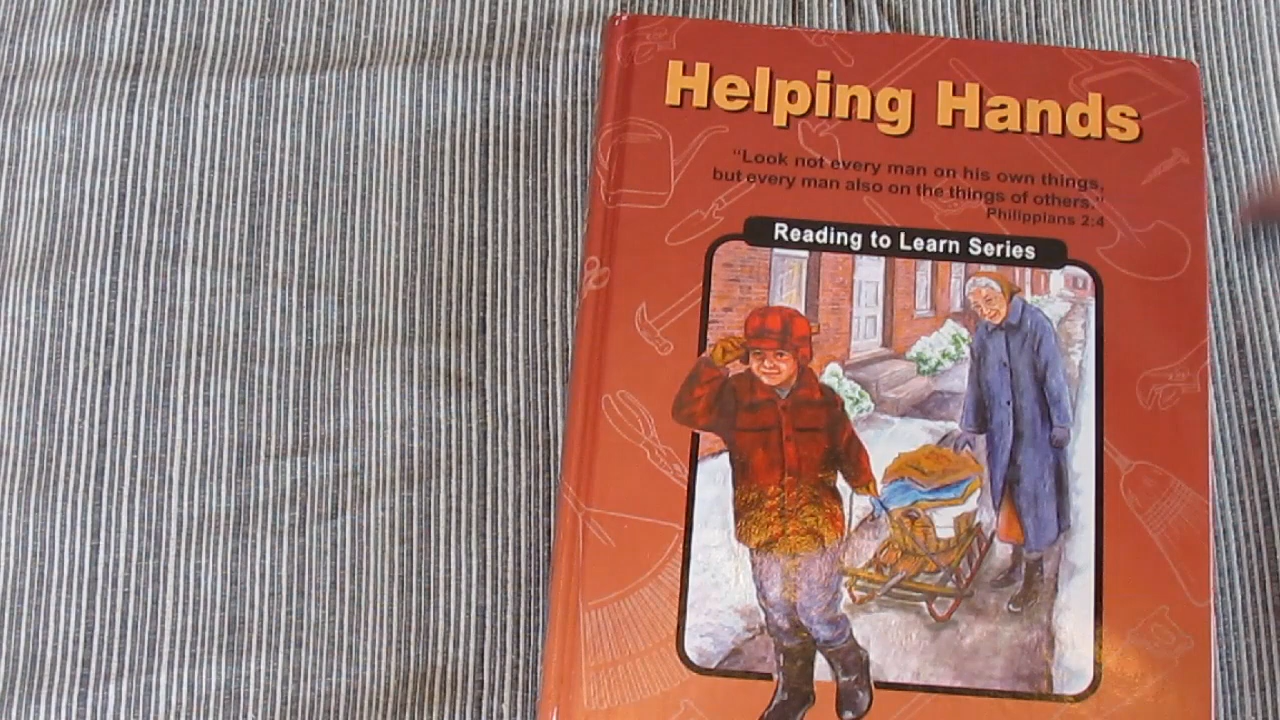 Helping Hands
"Look not every man on his own things,
but every man also on the things of others."
Philippians 2:4
Reading to Learn Series